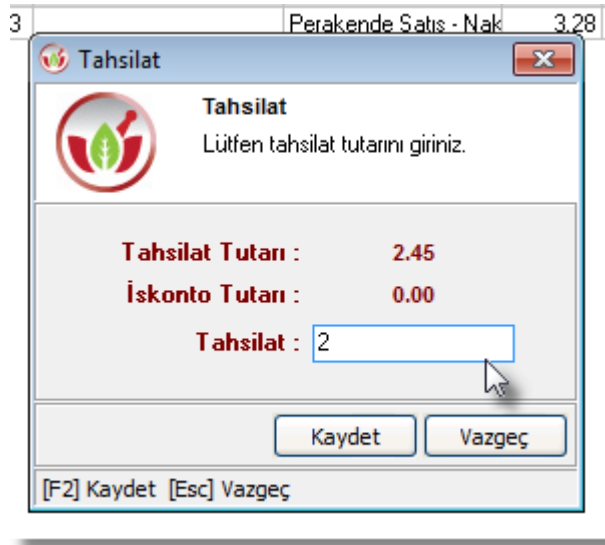 3 Perakende Satıs - Nak 3.28
Tahsilat
Tahsilat
Lütfen tahsilat tutarını giriniz.
Tahsilat Tutarı : 2.45
İskonto Tutarı : 0.00
Tahsilat : 2
Kaydet Vazgeç
[F2] Kaydet [Esc] Vazgeç